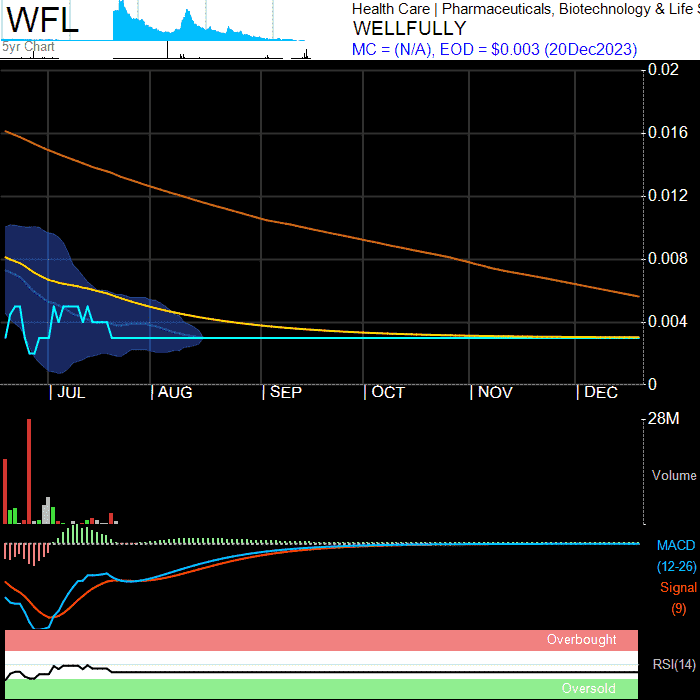 WFL
5yr Chart
Health Care | Pharmaceuticals, Biotechnology & Life S
WELLFULLY
MC = (N/A), EOD = $0.003 (20Dec2023)
0.02
0.016
0.012
0.008
0.004
0
JUL
AUG
SEP
OCT
NOV
DEC
28M
Volume
MACD
(12-26)
Signal
(9)
Overbought
RSI(14)
Oversold